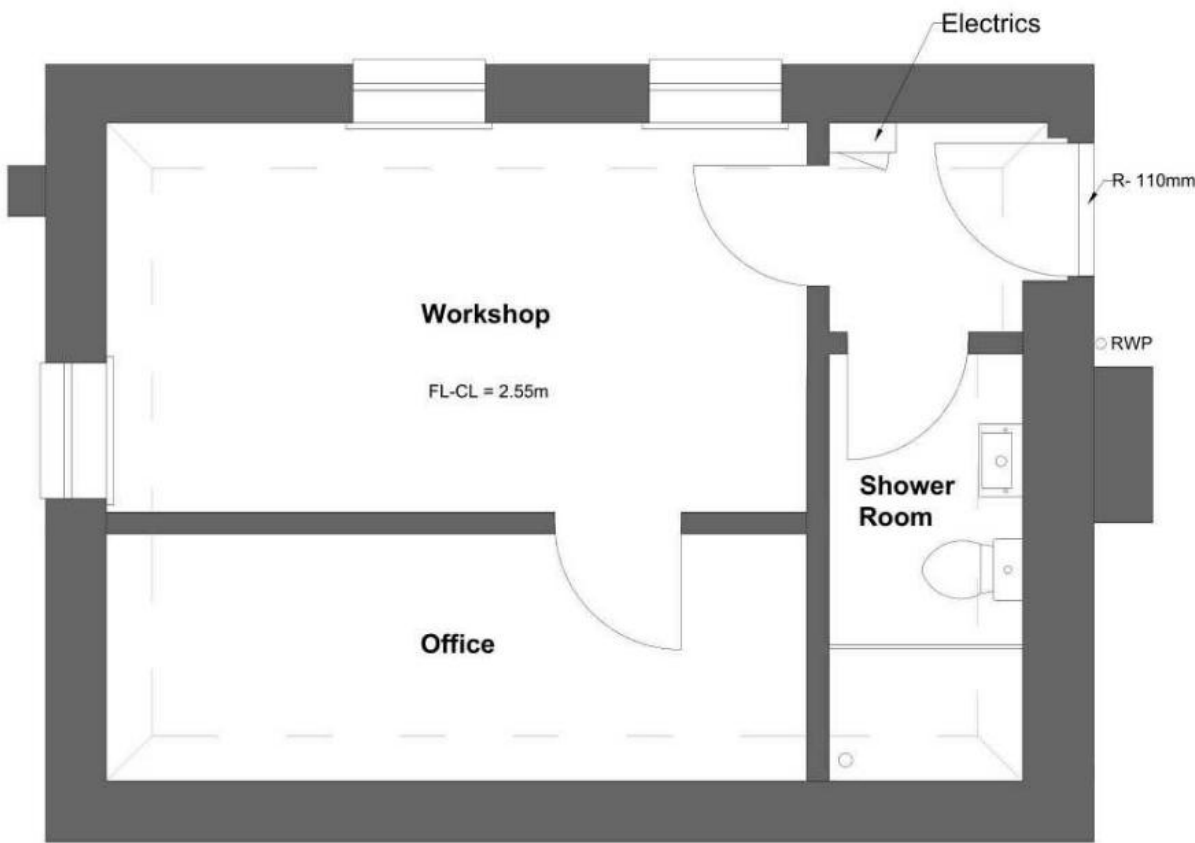 Electrics
R- 110mm
Workshop
RWP
FL-CL = 2.55m
Shower
Room
Office